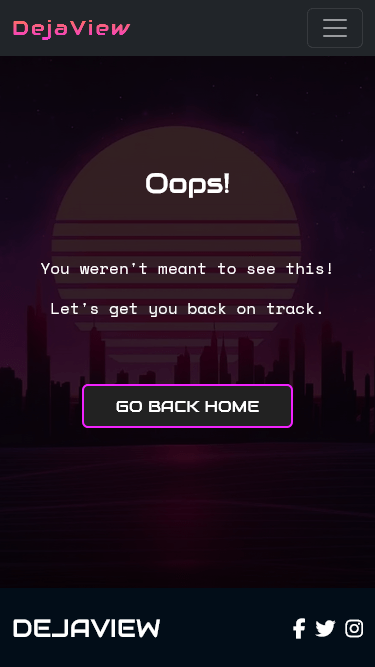 DejaView
Oops!
You weren't meant to see this!
Let's get you back on track.
GO BACK HOME
DEJAVIEW